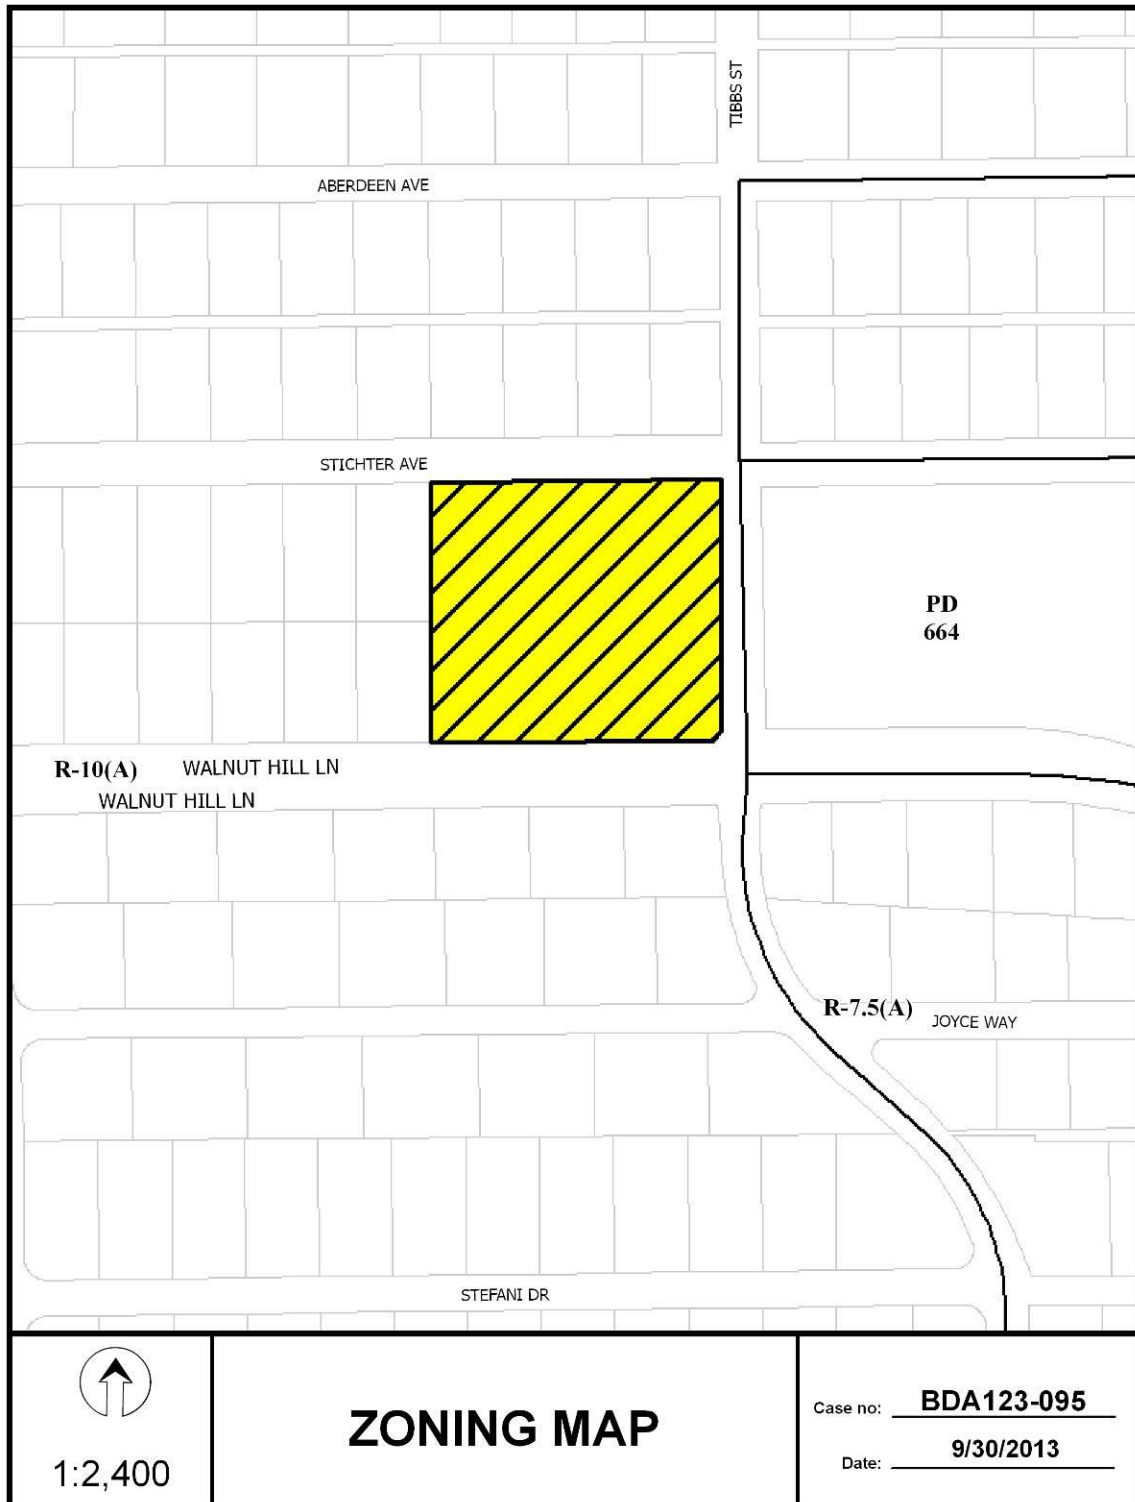 TIBBS ST
ABERDEEN AVE
STICHTER AVE
PD
664
R-10(A) WALNUT HILL LN
WALNUT HILL LN
R-7.5(A)
JOYCE WAY
STEFANI DR
1:2,400
ZONING MAP
Case no: BDA123-095
Date: 9/30/2013